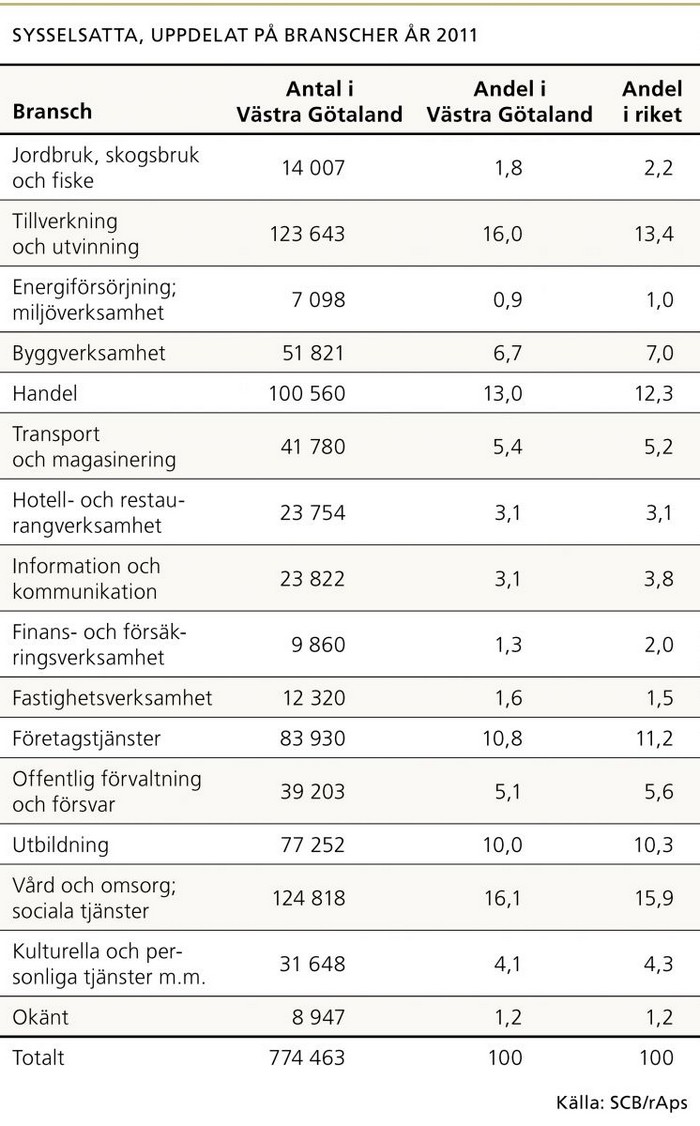 SYSSELSATTA, UPPDELAT PÅ BRANSCHER ÅR 2011
Bransch Antal i Västra Götaland Andel i Västra Götaland Andel i riket
Jordbruk, skogsbruk
och fiske 14 007 1,8 2,2
Tillverkning
och utvinning 123 643 16,0 13,4
Energiförsörjning;
miljöverksamhet 7 098 0,9 1,0
Byggverksamhet 51 821 6,7 7,0
Handel 100 560 13,0 12,3
Transport
och magasinering 41 780 5,4 5,2
Hotell- och restau-
rangverksamhet 23 754 3,1 3,1
Information och
kommunikation 23 822 3,1 3,8
Finans- och försäk-
ringsverksamhet 9 860 1,3 2,0
Fastighetsverksamhet 12 320 1,6 1,5
Företagstjänster 83 930 10,8 11,2
Offentlig förvaltning
och försvar 39 203 5,1 5,6
Utbildning 77 252 10,0 10,3
Vård och omsorg;
sociala tjänster 124 818 16,1 15,9
Kulturella och per-
sonliga tjänster m.m. 31 648 4,1 4,3
Okänt 8 947 1,2 1,2
Totalt 774 463 100 100
Källa: SCB/rAps